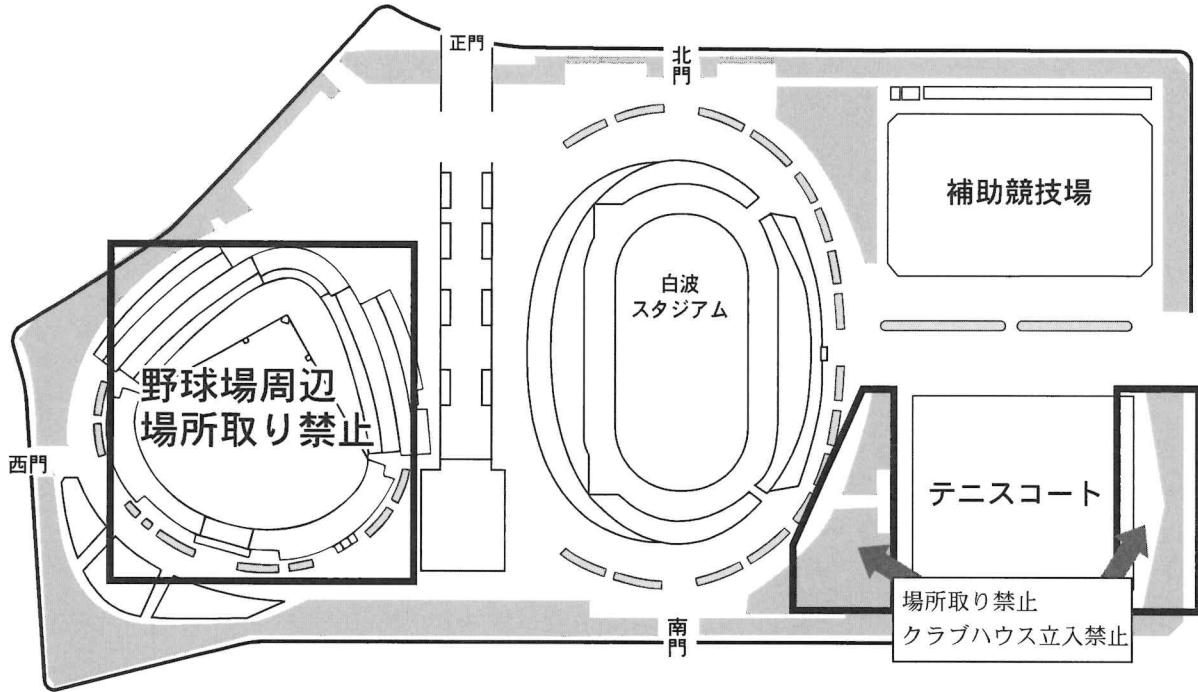 正門
北門
補助競技場
白波
スタジアム
野球場周辺
場所取り禁止
西門
テニスコート
場所取り禁止
クラブハウス立入禁止
南門